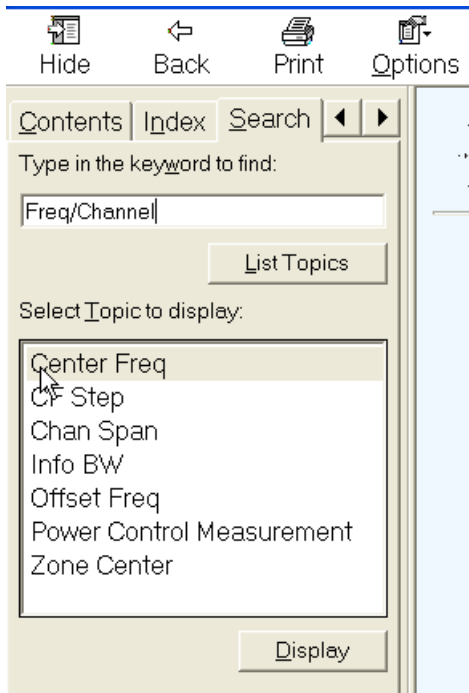 Hide Back Print Options
Contents Index Search
Type in the keyword to find:
Freq/Channel
List Topics
Select Topic to display:
Center Freq
CF Step
Chan Span
Info BW
Offset Freq
Power Control Measurement
Zone Center
Display